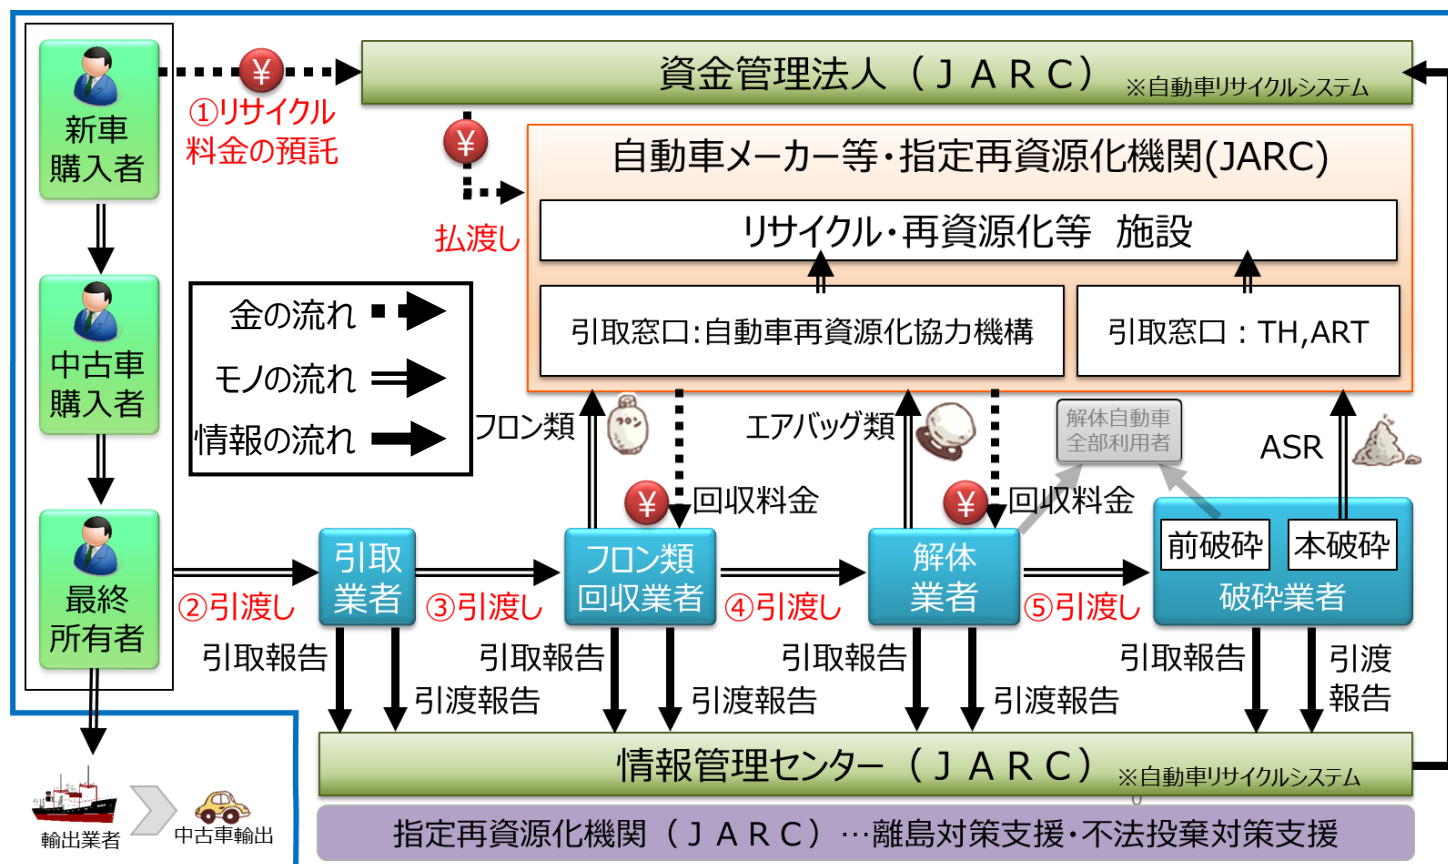 新車
購入者
¥
①リサイクル
料金の預託
資金管理法人（ＪＡＲＣ）
※自動車リサイクルシステム
¥
払渡し
自動車メーカー等・指定再資源化機関(JARC)
リサイクル・再資源化等 施設
引取窓口:自動車再資源化協力機構
引取窓口：TH,ART
中古車
購入者
金の流れ
モノの流れ
情報の流れ
フロン類
フロン
エアバッグ類
解体自動車
全部利用者
ASR
¥
回収料金
¥
回収料金
最終
所有者
②引渡し
引取
業者
③引渡し
フロン類
回収業者
④引渡し
解体
業者
⑤引渡し
前破砕
本破砕
破砕業者
引取報告
引渡報告
引取報告
引渡報告
引取報告
引渡報告
引取報告
引渡
報告
情報管理センター（ＪＡＲＣ）
※自動車リサイクルシステム
指定再資源化機関（ＪＡＲＣ）…離島対策支援・不法投棄対策支援
輸出業者
中古車輸出